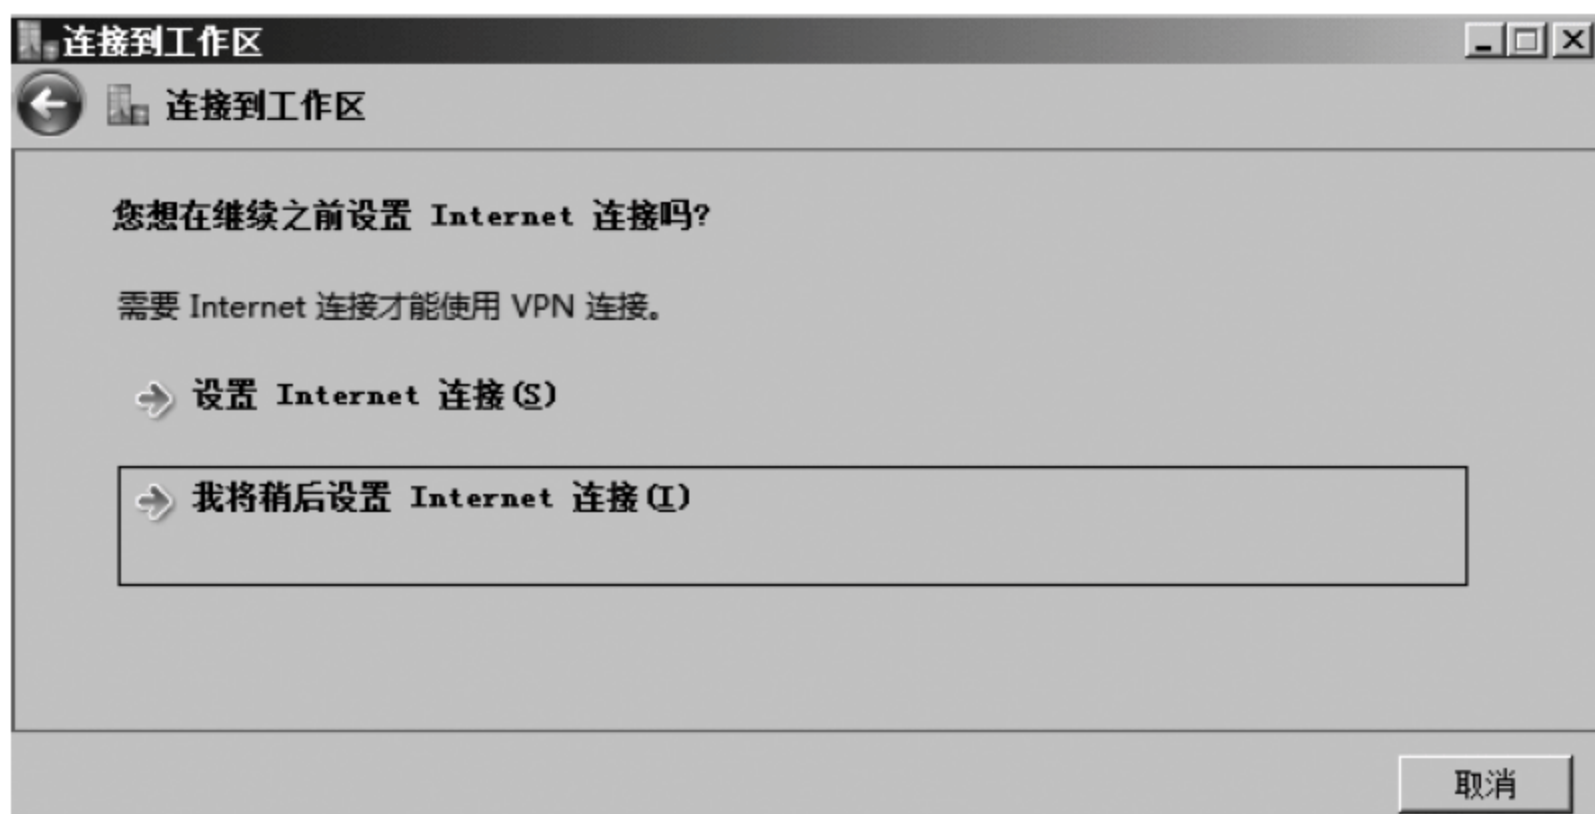 连接到工作区
连接到工作区
您想在继续之前设置 Internet 连接吗?
需要 Internet 连接才能使用 VPN 连接。
设置 Internet 连接(S)
我将稍后设置 Internet 连接(I)
取消